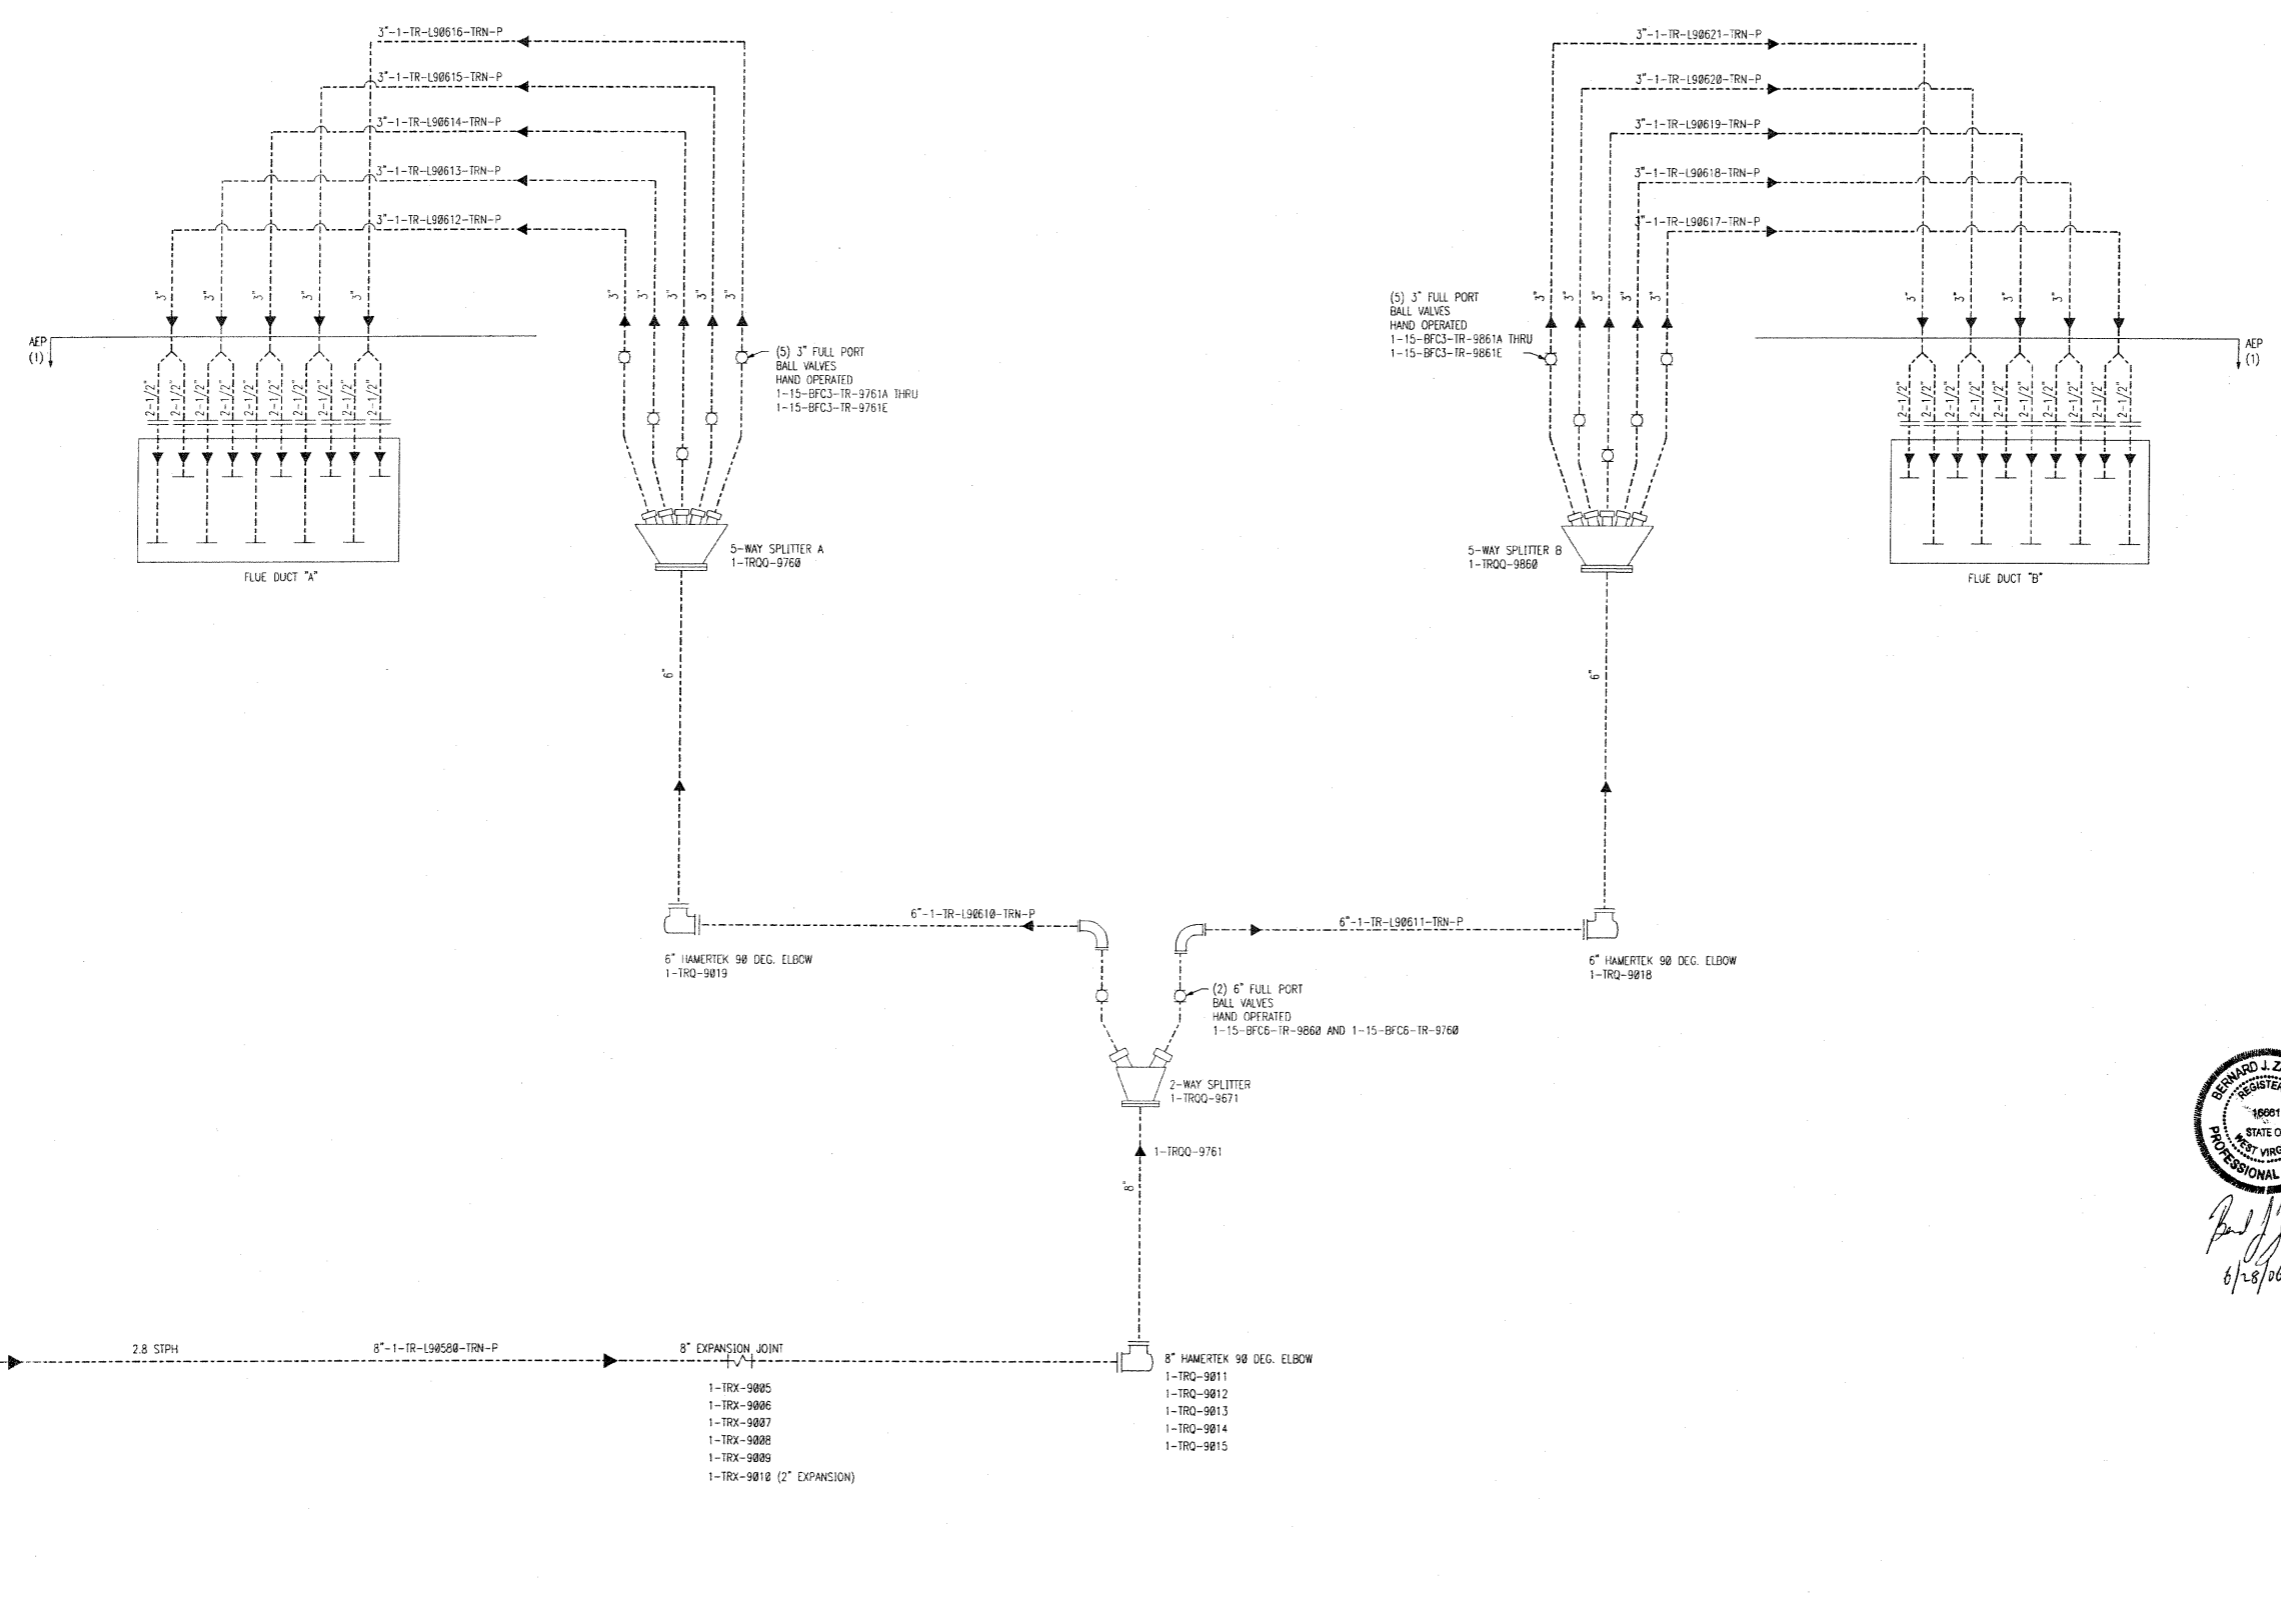 3"-1-TR-L90616-TRN-P
3"-1-TR-L90615-TRN-P
3"-1-TR-L90614-TRN-P
3"-1-TR-L90613-TRN-P
3"-1-TR-L90612-TRN-P
3"
3"
3"
3"
3"
3"
3"
3"
3"
3"
AEP
(1)
(5) 3" FULL PORT
BALL VALVES
HAND OPERATED
1-15-BFC3-TR-9761A THRU
1-15-BFC3-TR-9761E
2-1/2"
2-1/2"
2-1/2"
2-1/2"
2-1/2"
2-1/2"
2-1/2"
2-1/2"
2-1/2"
2-1/2"
FLUE DUCT "A"
5-WAY SPLITTER A
1-TRQQ-9760
3"-1-TR-L90621-TRN-P
3"-1-TR-L90620-TRN-P
3"-1-TR-L90619-TRN-P
3"-1-TR-L90618-TRN-P
3"-1-TR-L90617-TRN-P
(5) 3" FULL PORT
BALL VALVES
HAND OPERATED
1-15-BFC3-TR-9861A THRU
1-15-BFC3-TR-9861E
3"
3"
3"
3"
3"
3"
3"
3"
3"
AEP
(1)
2-1/2"
2-1/2"
2-1/2"
2-1/2"
2-1/2"
2-1/2"
2-1/2"
2-1/2"
2-1/2"
2-1/2"
5-WAY SPLITTER B
1-TRQQ-9860
FLUE DUCT "B"
6"
6"
6"-1-TR-L90610-TRN-P
6"-1-TR-L90611-TRN-P
6" HAMERTEK 90 DEG. ELBOW
1-TRQ-9019
6" HAMERTEK 90 DEG. ELBOW
1-TRQ-9018
(2) 6" FULL PORT
BALL VALVES
HAND OPERATED
1-15-BFC6-TR-9860 AND 1-15-BFC6-TR-9760
2-WAY SPLITTER
1-TRQQ-9671
1-TRQQ-9761
8"
2.8 STPH
8"-1-TR-L90580-TRN-P
8" EXPANSION JOINT
1-TRX-9005
1-TRX-9006
1-TRX-9007
1-TRX-9008
1-TRX-9009
1-TRX-9010 (2" EXPANSION)
8" HAMERTEK 90 DEG. ELBOW
1-TRQ-9011
1-TRQ-9012
1-TRQ-9013
1-TRQ-9014
1-TRQ-9015
BERNARD J. Z
REGISTE
16661
STATE O
WEST VIRG
PROFESSIONAL
6/28/06